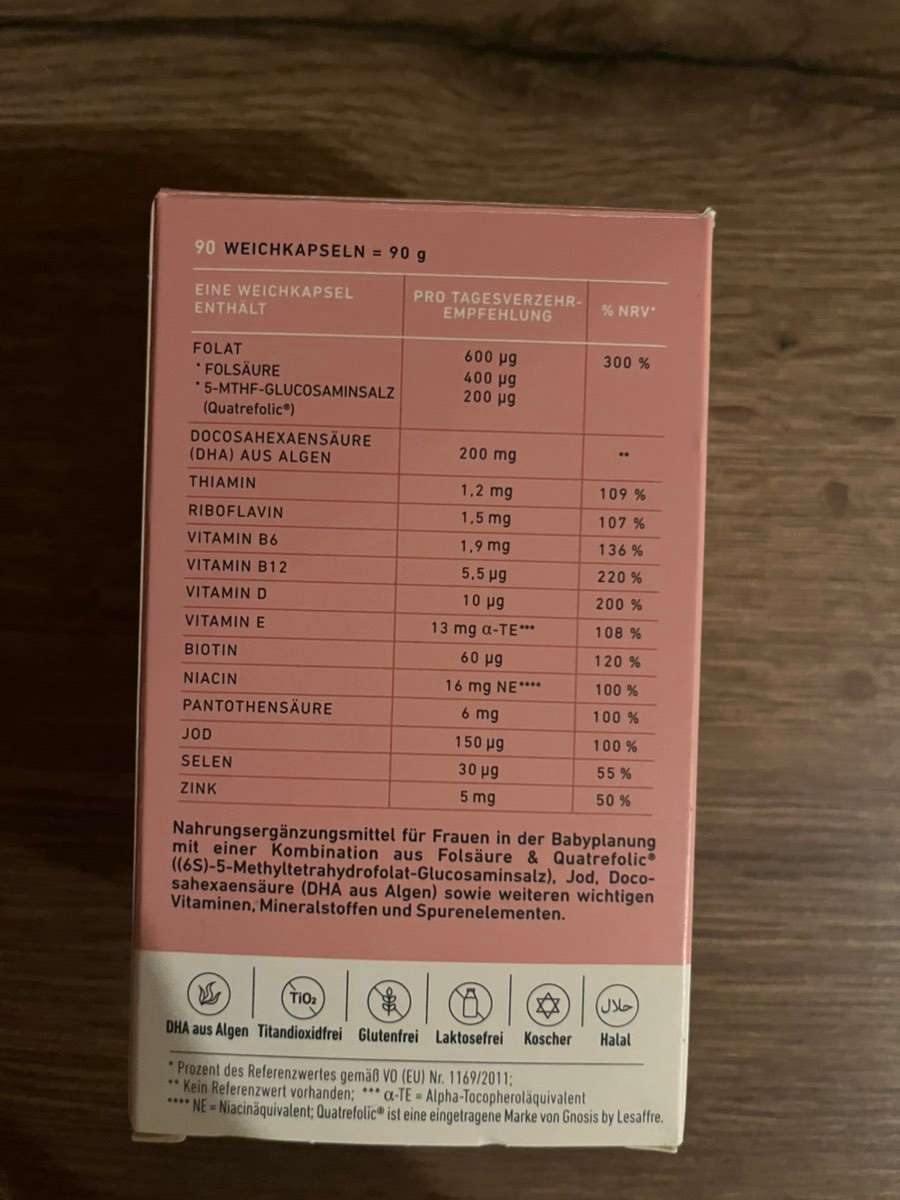 90 WEICHKAPSELN = 90 g
EINE WEICHKAPSEL ENTHÄLT PRO TAGESVERZEHR-EMPFEHLUNG % NRV*
FOLAT 600 µg 300 %
• FOLSÄURE 400 µg
• 5-MTHF-GLUCOSAMINSALZ 200 µg
(Quatrefolic®)
DOCOSAHEXAENSÄURE
(DHA) AUS ALGEN 200 mg **
THIAMIN 1,2 mg 109 %
RIBOFLAVIN 1,5 mg 107 %
VITAMIN B6 1,9 mg 136 %
VITAMIN B12 5,5 µg 220 %
VITAMIN D 10 µg 200 %
VITAMIN E 13 mg α-TE*** 108 %
BIOTIN 60 µg 120 %
NIACIN 16 mg NE**** 100 %
PANTOTHENSÄURE 6 mg 100 %
JOD 150 µg 100 %
SELEN 30 µg 55 %
ZINK 5 mg 50 %
Nahrungsergänzungsmittel für Frauen in der Babyplanung
mit einer Kombination aus Folsäure & Quatrefolic®
((6S)-5-Methyltetrahydrofolat-Glucosaminsalz), Jod, Doco-
sahexaensäure (DHA aus Algen) sowie weiteren wichtigen
Vitaminen, Mineralstoffen und Spurenelementen.
TiO₂ حلال
DHA aus Algen Titandioxidfrei Glutenfrei Laktosefrei Koscher Halal
* Prozent des Referenzwertes gemäß VO (EU) Nr. 1169/2011;
** Kein Referenzwert vorhanden; *** α-TE = Alpha-Tocopheroläquivalent
**** NE = Niacinäquivalent; Quatrefolic® ist eine eingetragene Marke von Gnosis by Lesaffre.